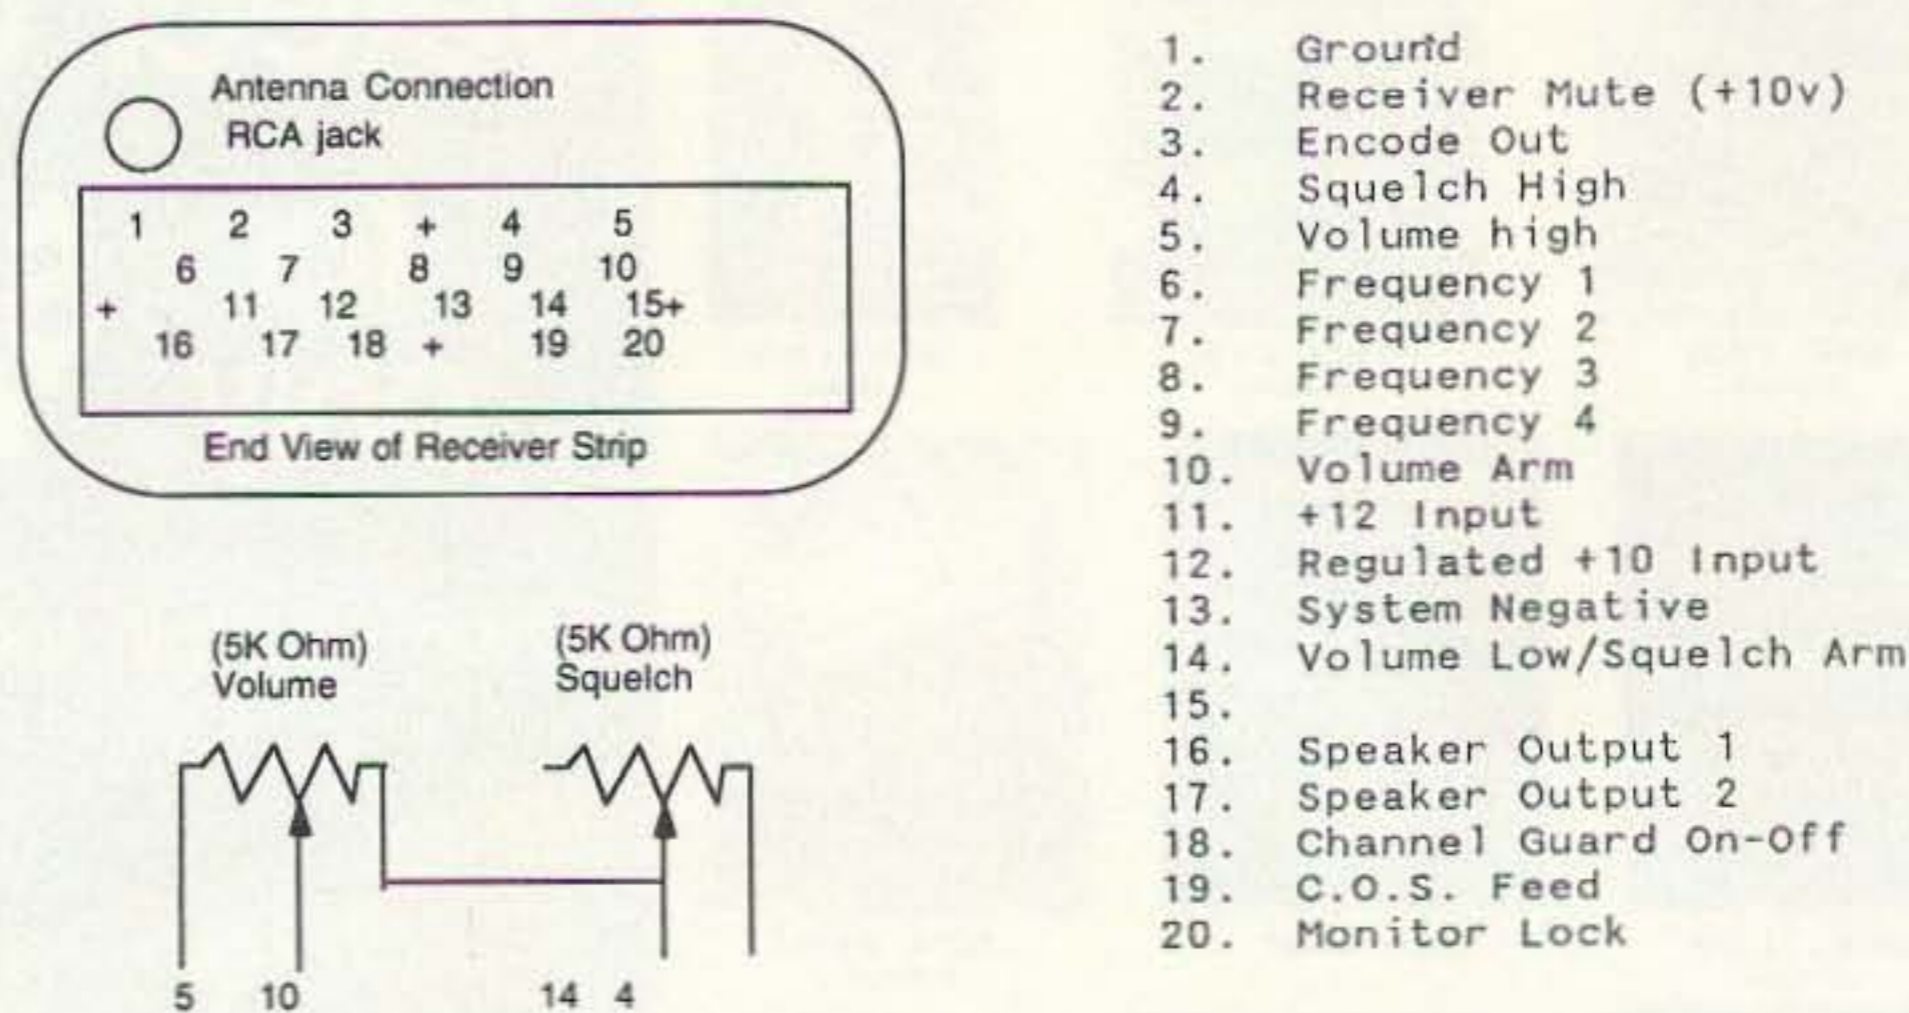 Antenna Connection
RCA jack
1 2 3 + 4 5
6 7 8 9 10
+ 11 12 13 14 15+
16 17 18 + 19 20
End View of Receiver Strip
(5K Ohm)
Volume
(5K Ohm)
Squelch
5 10 14 4
1. Ground
2. Receiver Mute (+10v)
3. Encode Out
4. Squelch High
5. Volume high
6. Frequency 1
7. Frequency 2
8. Frequency 3
9. Frequency 4
10. Volume Arm
11. +12 Input
12. Regulated +10 Input
13. System Negative
14. Volume Low/Squelch Arm
15.
16. Speaker Output 1
17. Speaker Output 2
18. Channel Guard On-Off
19. C.O.S. Feed
20. Monitor Lock